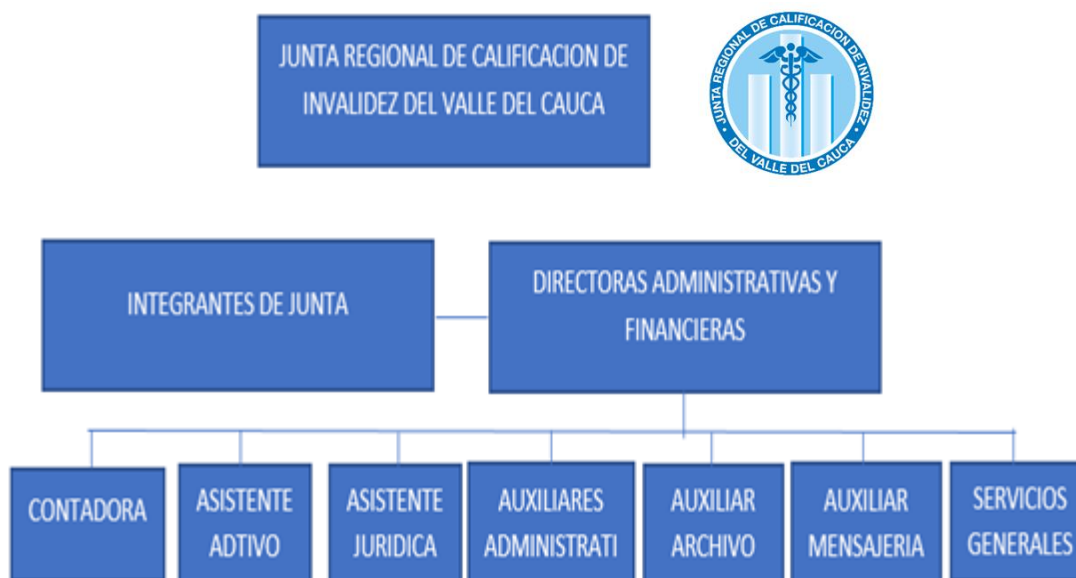 JUNTA REGIONAL DE CALIFICACION DE
INVALIDEZ DEL VALLE DEL CAUCA
JUNTA REGIONAL DE CALIFICACION DE INVALIDEZ
DEL VALLE DEL CAUCA
INTEGRANTES DE JUNTA
DIRECTORAS ADMINISTRATIVAS Y
FINANCIERAS
CONTADORA
ASISTENTE
ADTIVO
ASISTENTE
JURIDICA
AUXILIARES
ADMINISTRATI
AUXILIAR
ARCHIVO
AUXILIAR
MENSAJERIA
SERVICIOS
GENERALES